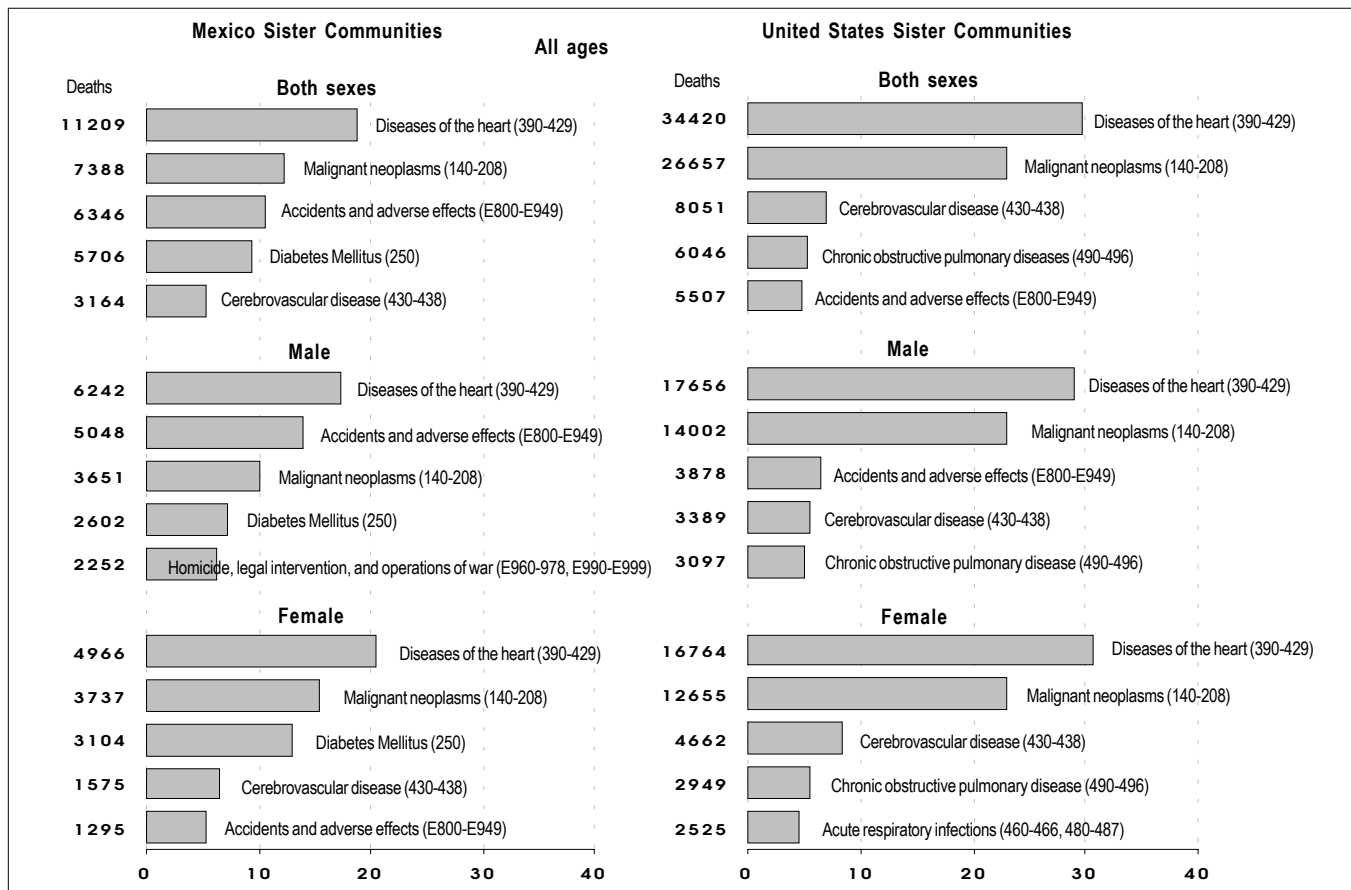 Mexico Sister Communities
United States Sister Communities
All ages
Deaths
Both sexes
11209 Diseases of the heart (390-429)
7388 Malignant neoplasms (140-208)
6346 Accidents and adverse effects (E800-E949)
5706 Diabetes Mellitus (250)
3164 Cerebrovascular disease (430-438)
Male
6242 Diseases of the heart (390-429)
5048 Accidents and adverse effects (E800-E949)
3651 Malignant neoplasms (140-208)
2602 Diabetes Mellitus (250)
2252 Homicide, legal intervention, and operations of war (E960-978, E990-E999)
Female
4966 Diseases of the heart (390-429)
3737 Malignant neoplasms (140-208)
3104 Diabetes Mellitus (250)
1575 Cerebrovascular disease (430-438)
1295 Accidents and adverse effects (E800-E949)
0 10 20 30 40
Deaths
Both sexes
34420 Diseases of the heart (390-429)
26657 Malignant neoplasms (140-208)
8051 Cerebrovascular disease (430-438)
6046 Chronic obstructive pulmonary diseases (490-496)
5507 Accidents and adverse effects (E800-E949)
Male
17656 Diseases of the heart (390-429)
14002 Malignant neoplasms (140-208)
3878 Accidents and adverse effects (E800-E949)
3389 Cerebrovascular disease (430-438)
3097 Chronic obstructive pulmonary disease (490-496)
Female
16764 Diseases of the heart (390-429)
12655 Malignant neoplasms (140-208)
4662 Cerebrovascular disease (430-438)
2949 Chronic obstructive pulmonary disease (490-496)
2525 Acute respiratory infections (460-466, 480-487)
0 10 20 30 40